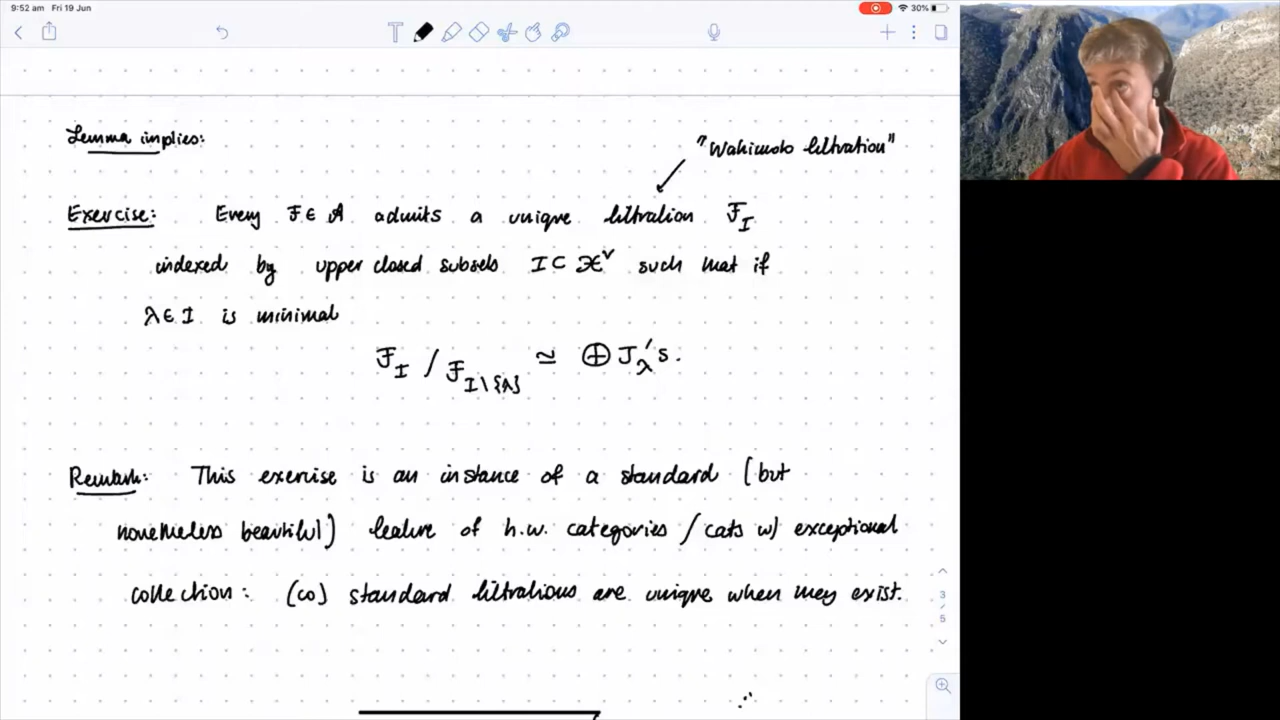 9:52 am Fri 19 Jun
30%
Lemma implies:
"Wakimoto filtration"
Exercise: Every F ∈ A admits a unique filtration F_I
indexed by upper closed subsets I ⊂ X^∨ such that if
λ ∈ I is minimal
F_I / F_{I \ {λ}} ≃ ⊕ J_λ's.
Remark: This exercise is an instance of a standard (but
nonetheless beautiful) feature of h.w. categories / cats w/ exceptional
collection: (co) standard filtrations are unique when they exist.
3
/
5